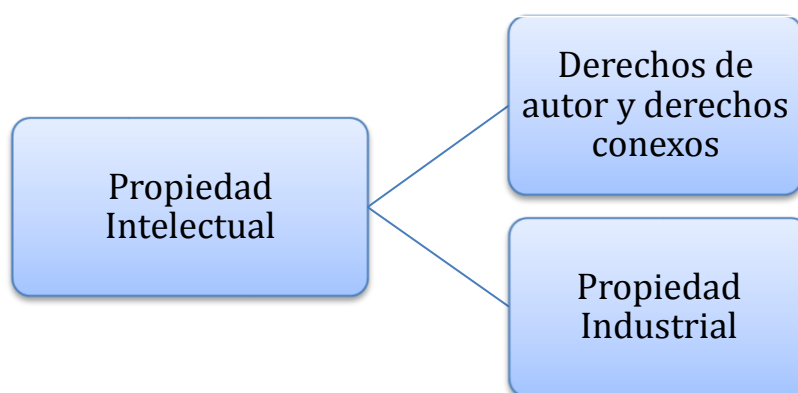 Propiedad
Intelectual
Derechos de
autor y derechos
conexos
Propiedad
Industrial